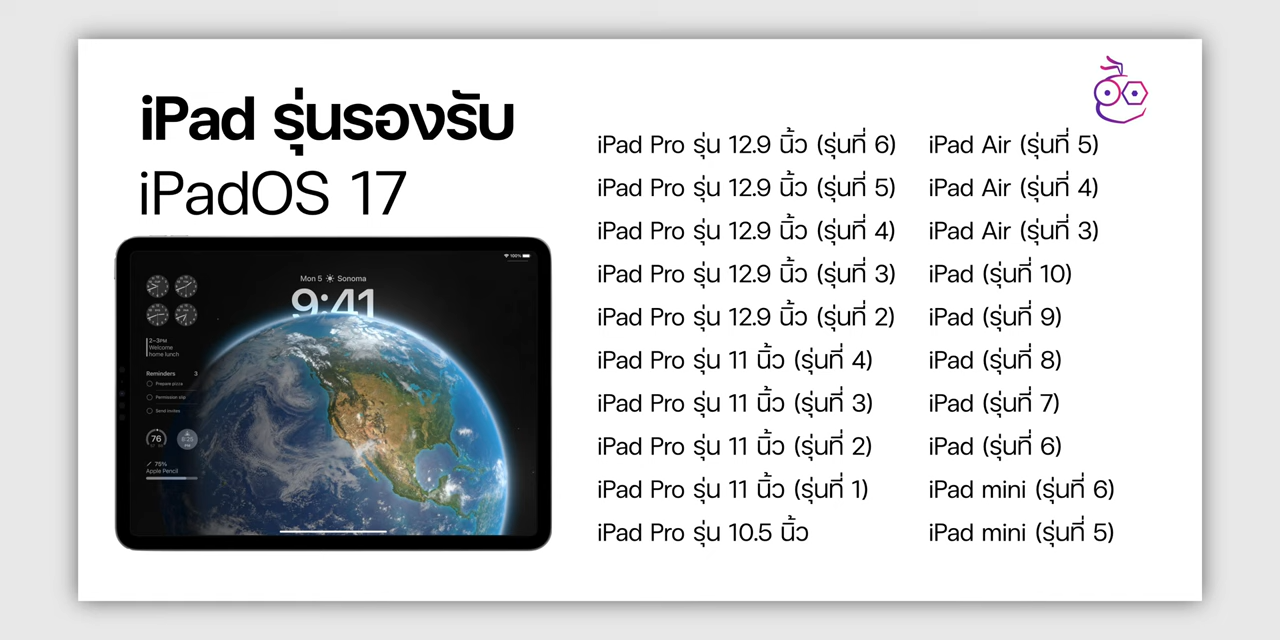 iPad รุ่นรองรับ
iPadOS 17
100%
Mon 5 Sonoma
9:41
2–3PM
Welcome
home lunch
Reminders 3
Prepare pizza
Permission slip
Send invites
76
8:25
PM
75%
Apple Pencil
iPad Pro รุ่น 12.9 นิ้ว (รุ่นที่ 6)
iPad Pro รุ่น 12.9 นิ้ว (รุ่นที่ 5)
iPad Pro รุ่น 12.9 นิ้ว (รุ่นที่ 4)
iPad Pro รุ่น 12.9 นิ้ว (รุ่นที่ 3)
iPad Pro รุ่น 12.9 นิ้ว (รุ่นที่ 2)
iPad Pro รุ่น 11 นิ้ว (รุ่นที่ 4)
iPad Pro รุ่น 11 นิ้ว (รุ่นที่ 3)
iPad Pro รุ่น 11 นิ้ว (รุ่นที่ 2)
iPad Pro รุ่น 11 นิ้ว (รุ่นที่ 1)
iPad Pro รุ่น 10.5 นิ้ว
iPad Air (รุ่นที่ 5)
iPad Air (รุ่นที่ 4)
iPad Air (รุ่นที่ 3)
iPad (รุ่นที่ 10)
iPad (รุ่นที่ 9)
iPad (รุ่นที่ 8)
iPad (รุ่นที่ 7)
iPad (รุ่นที่ 6)
iPad mini (รุ่นที่ 6)
iPad mini (รุ่นที่ 5)